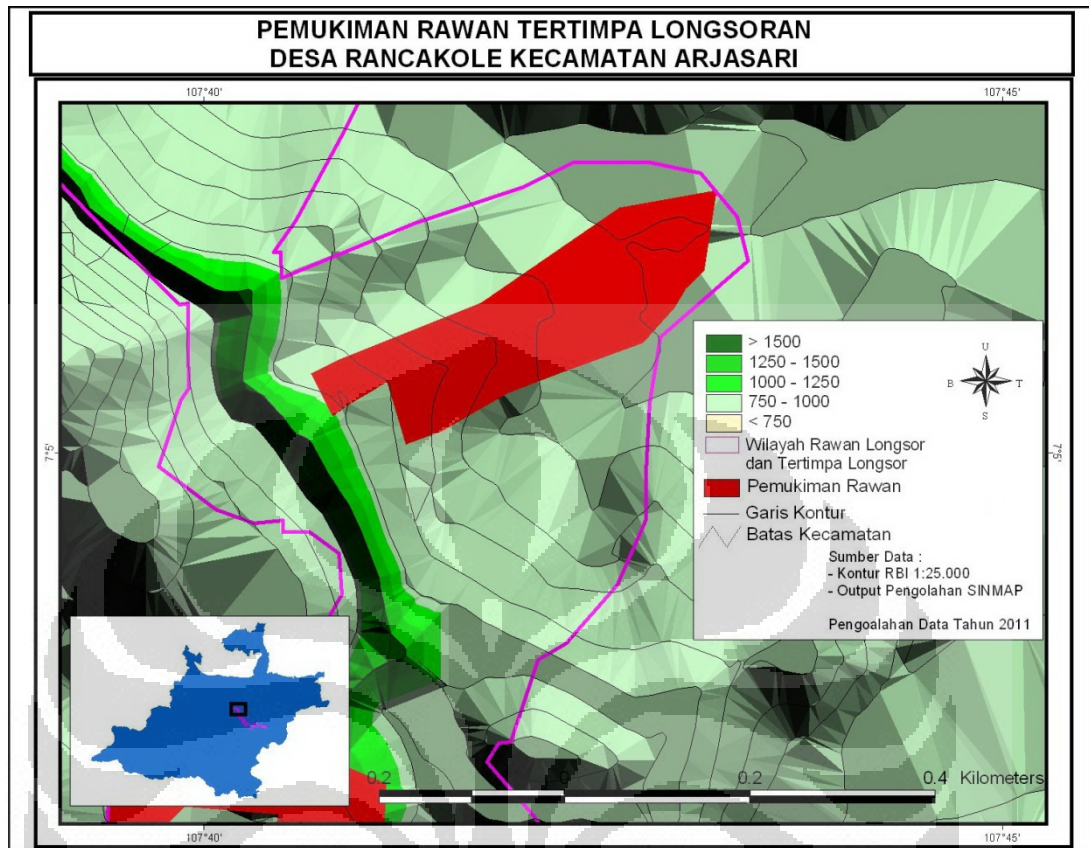 PEMUKIMAN RAWAN TERTIMPA LONGSORAN
DESA RANCAKOLE KECAMATAN ARJASARI
107°40'
107°45'
7°5'
7°5'
> 1500
1250 - 1500
1000 - 1250
750 - 1000
< 750
Wilayah Rawan Longsor
dan Tertimpa Longsor
Pemukiman Rawan
Garis Kontur
Batas Kecamatan
U
B
T
S
Sumber Data :
- Kontur RBI 1:25.000
- Output Pengolahan SINMAP
Pengoalahan Data Tahun 2011
0.2
0
0.2
0.4 Kilometers
107°40'
107°45'